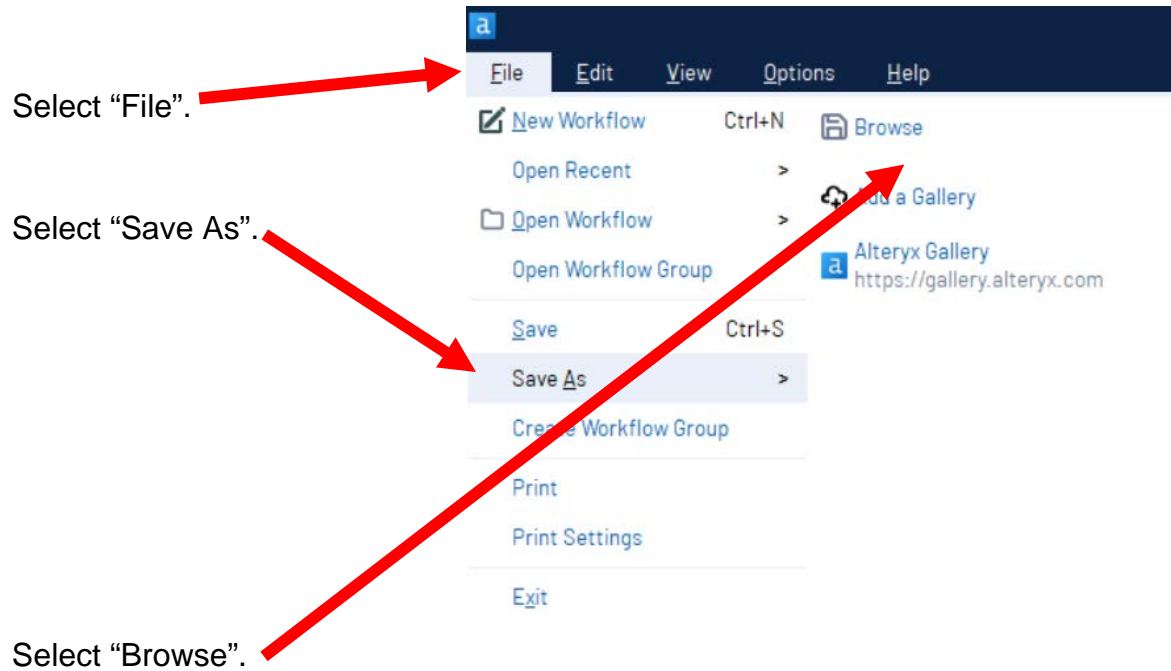 a
File Edit View Options Help
Select “File”.
New Workflow Ctrl+N
Browse
Open Recent >
Add a Gallery
Select “Save As”.
Open Workflow >
Alteryx Gallery
a
https://gallery.alteryx.com
Open Workflow Group
Save Ctrl+S
Save As >
Create Workflow Group
Print
Print Settings
Exit
Select “Browse”.